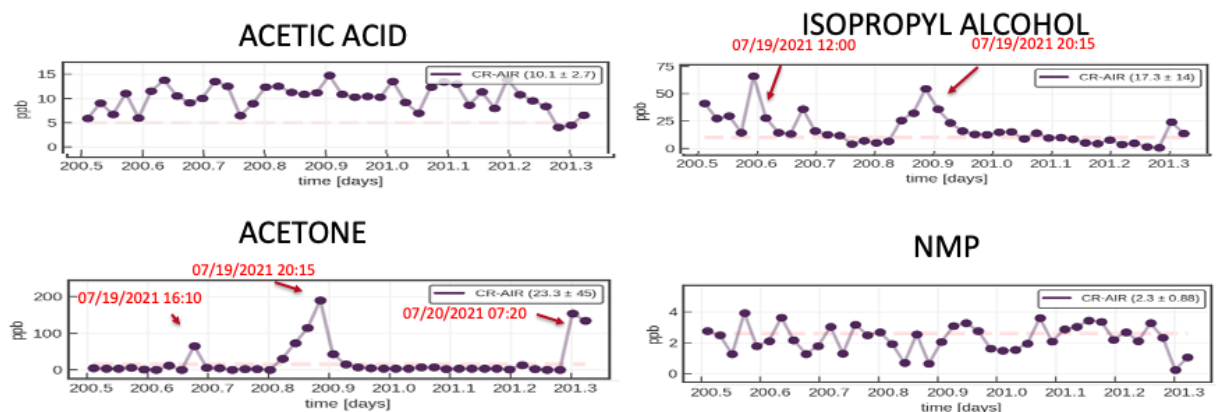 ACETIC ACID
15
10
5
0
ppb
CR-AIR (10.1 ± 2.7)
200.5 200.6 200.7 200.8 200.9 201.0 201.1 201.2 201.3
time [days]
ISOPROPYL ALCOHOL
07/19/2021 12:00
07/19/2021 20:15
75
50
25
0
ppb
CR-AIR (17.3 ± 14)
200.5 200.6 200.7 200.8 200.9 201.0 201.1 201.2 201.3
time [days]
ACETONE
07/19/2021 20:15
07/19/2021 16:10
07/20/2021 07:20
200
100
0
ppb
CR-AIR (23.3 ± 45)
200.5 200.6 200.7 200.8 200.9 201.0 201.1 201.2 201.3
time [days]
NMP
4
2
0
ppb
CR-AIR (2.3 ± 0.88)
200.5 200.6 200.7 200.8 200.9 201.0 201.1 201.2 201.3
time [days]